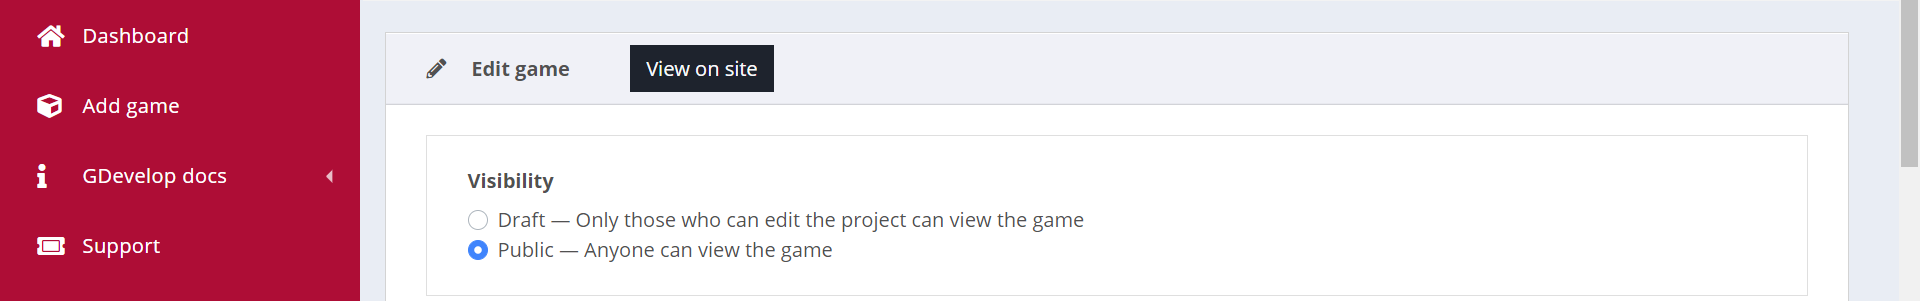 Dashboard
Add game
GDevelop docs
Support
Edit game
View on site
Visibility
Draft — Only those who can edit the project can view the game
Public — Anyone can view the game